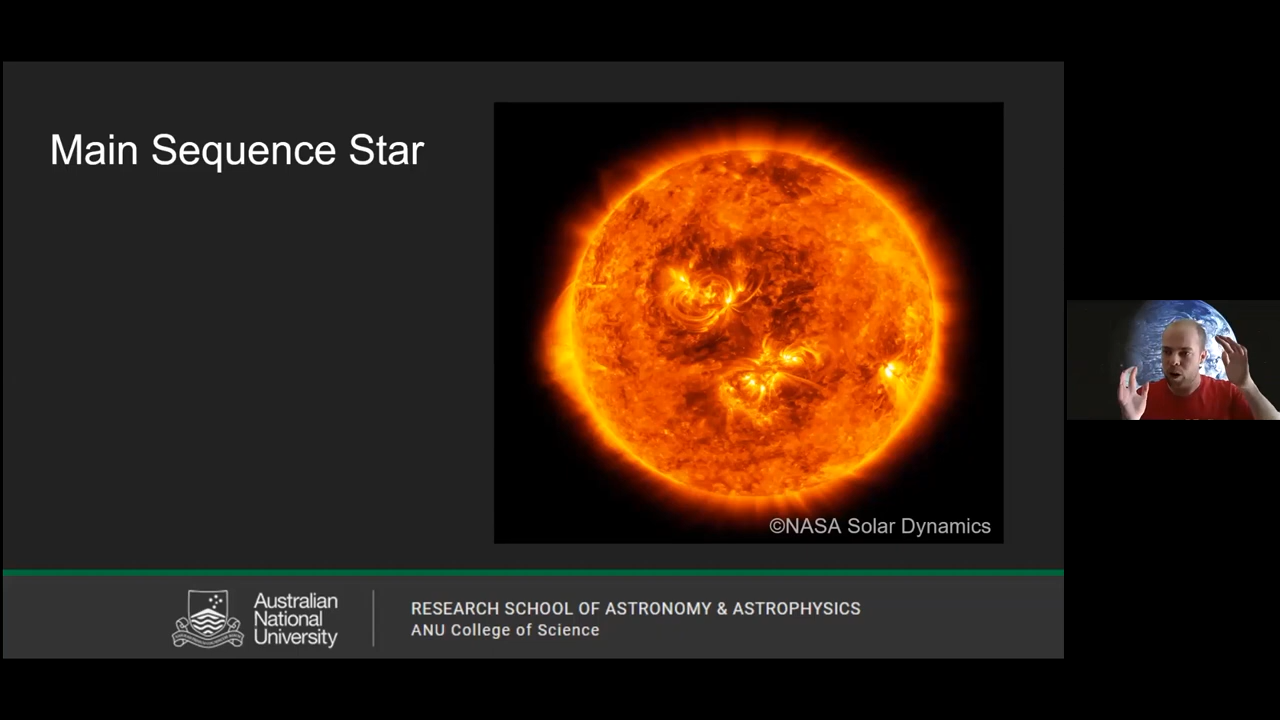 Main Sequence Star
©NASA Solar Dynamics
Australian
National
University
RESEARCH SCHOOL OF ASTRONOMY & ASTROPHYSICS
ANU College of Science